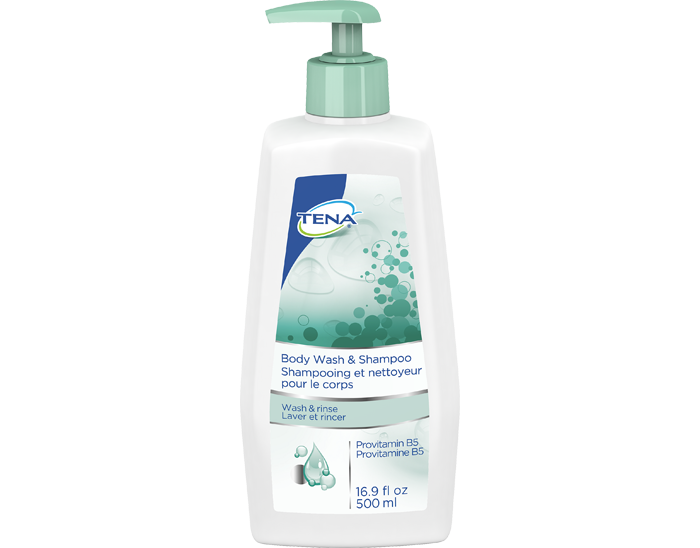 TENA
Body Wash & Shampoo
Shampooing et nettoyeur
pour le corps
Wash & rinse
Laver et rincer
Provitamin B5
Provitamine B5
16.9 fl oz
500 ml